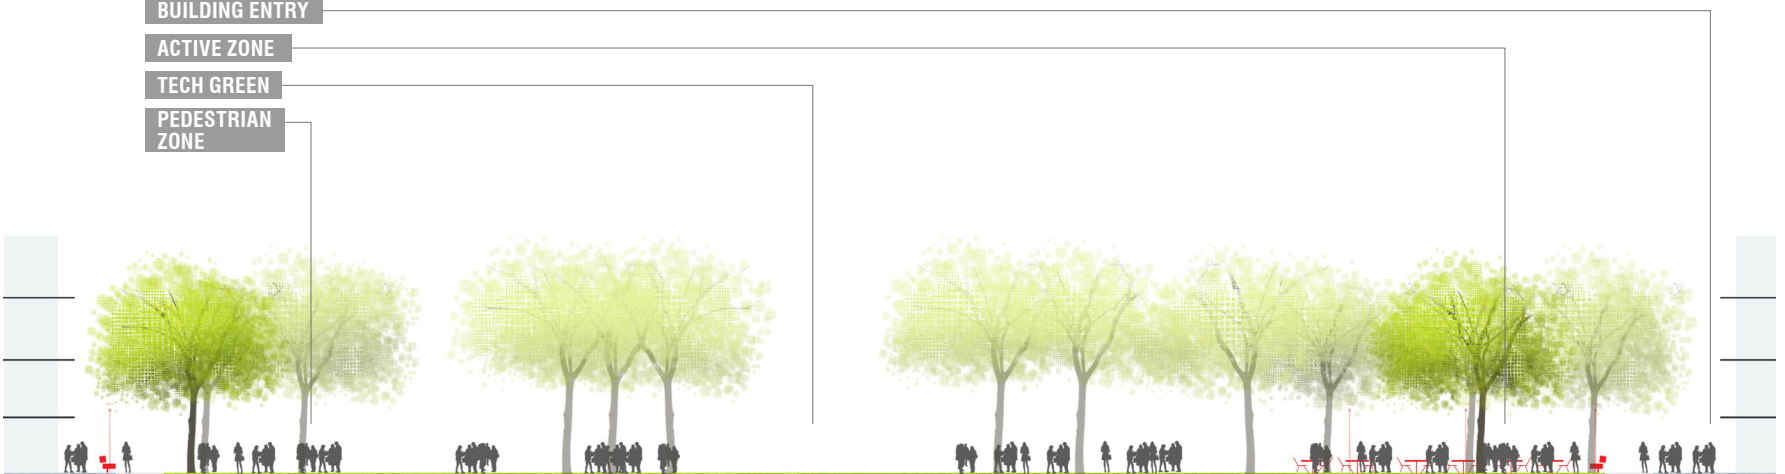 BUILDING ENTRY
ACTIVE ZONE
TECH GREEN
PEDESTRIAN
ZONE